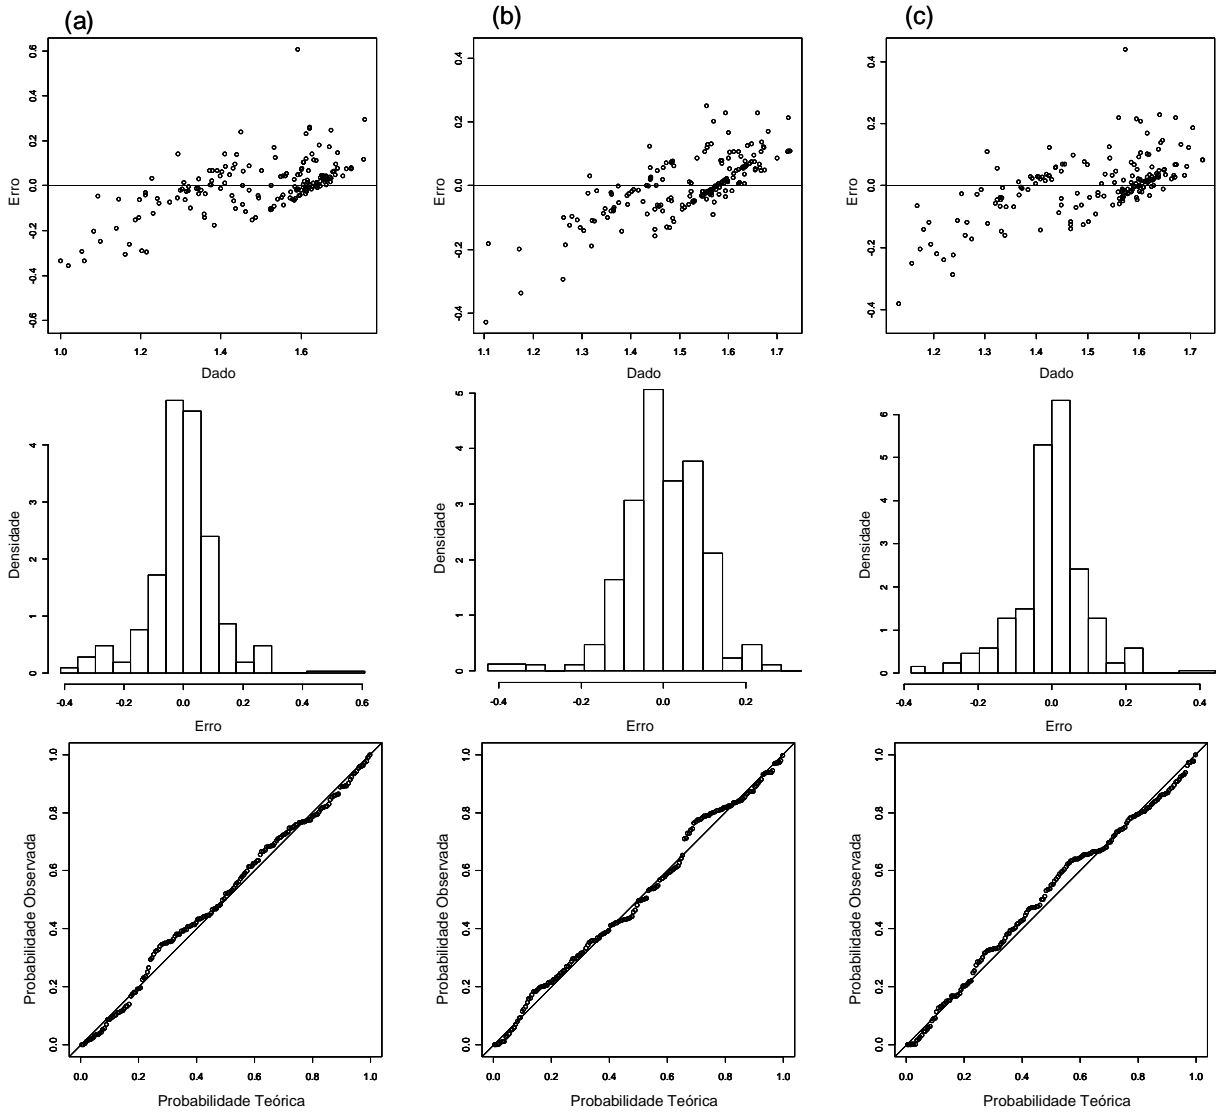 (a) (b) (c)
0.6 0.4 0.2 0.0 -0.2 -0.4 -0.6
Erro
1.0 1.2 1.4 1.6
Dado
0.4 0.2 0.0 -0.2 -0.4
Erro
1.1 1.2 1.3 1.4 1.5 1.6 1.7
Dado
0.4 0.2 0.0 -0.2 -0.4
Erro
1.2 1.3 1.4 1.5 1.6 1.7
Dado
4 3 2 1 0
Densidade
-0.4 -0.2 0.0 0.2 0.4 0.6
Erro
5 4 3 2 1 0
Densidade
-0.4 -0.2 0.0 0.2
Erro
6 5 4 3 2 1 0
Densidade
-0.4 -0.2 0.0 0.2 0.4
Erro
1.0 0.8 0.6 0.4 0.2 0.0
Probabilidade Observada
0.0 0.2 0.4 0.6 0.8 1.0
Probabilidade Teórica
1.0 0.8 0.6 0.4 0.2 0.0
Probabilidade Observada
0.0 0.2 0.4 0.6 0.8 1.0
Probabilidade Teórica
1.0 0.8 0.6 0.4 0.2 0.0
Probabilidade Observada
0.0 0.2 0.4 0.6 0.8 1.0
Probabilidade Teórica